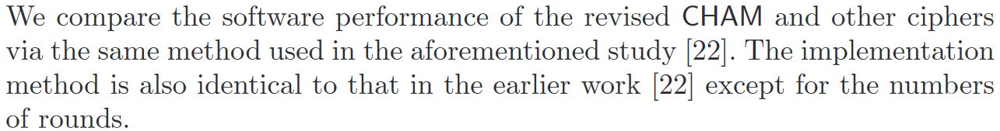 We compare the software performance of the revised CHAM and other ciphers
via the same method used in the aforementioned study [22]. The implementation
method is also identical to that in the earlier work [22] except for the numbers
of rounds.